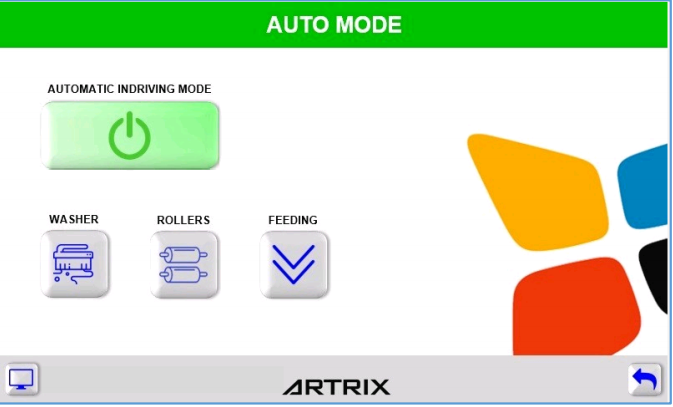 AUTO MODE
AUTOMATIC INDRIVING MODE
WASHER ROLLERS FEEDING
ARTRIX